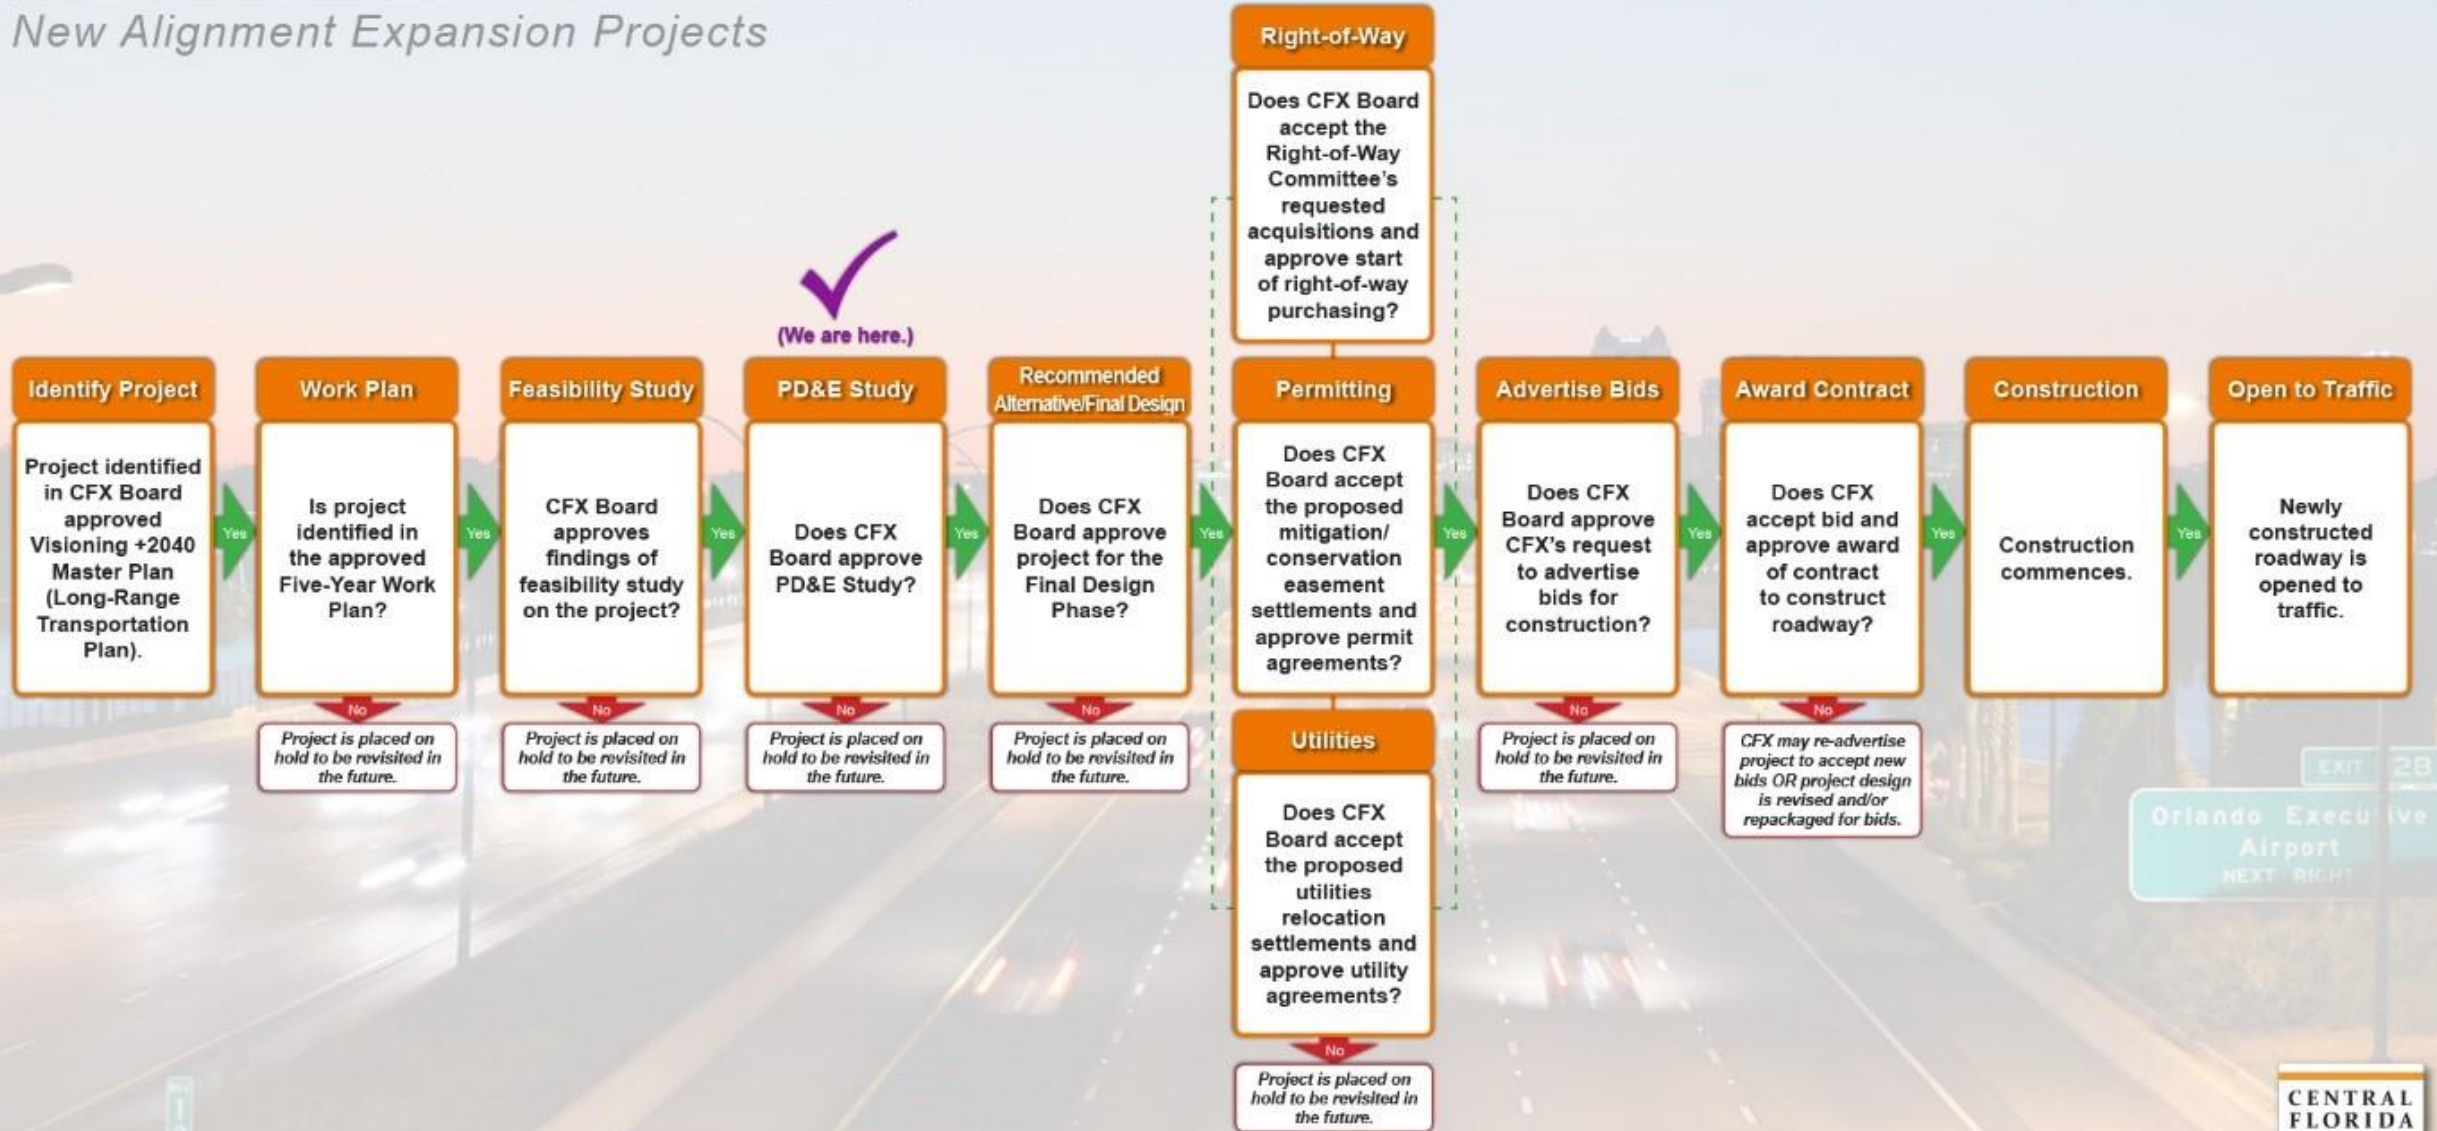 New Alignment Expansion Projects
(We are here.)
Identify Project
Project identified
in CFX Board
approved
Visioning +2040
Master Plan
(Long-Range
Transportation
Plan).
Yes
Work Plan
Is project
identified in
the approved
Five-Year Work
Plan?
No
Project is placed on
hold to be revisited in
the future.
Yes
Feasibility Study
CFX Board
approves
findings of
feasibility study
on the project?
No
Project is placed on
hold to be revisited in
the future.
Yes
PD&E Study
Does CFX
Board approve
PD&E Study?
No
Project is placed on
hold to be revisited in
the future.
Yes
Recommended
Alternative/Final Design
Does CFX
Board approve
project for the
Final Design
Phase?
No
Project is placed on
hold to be revisited in
the future.
Yes
Right-of-Way
Does CFX Board
accept the
Right-of-Way
Committee's
requested
acquisitions and
approve start
of right-of-way
purchasing?
Permitting
Does CFX
Board accept
the proposed
mitigation/
conservation
easement
settlements and
approve permit
agreements?
Utilities
Does CFX
Board accept
the proposed
utilities
relocation
settlements and
approve utility
agreements?
No
Project is placed on
hold to be revisited in
the future.
Yes
Advertise Bids
Does CFX
Board approve
CFX's request
to advertise
bids for
construction?
No
Project is placed on
hold to be revisited in
the future.
Yes
Award Contract
Does CFX
accept bid and
approve award
of contract
to construct
roadway?
No
CFX may re-advertise
project to accept new
bids OR project design
is revised and/or
repackaged for bids.
Yes
Construction
Construction
commences.
Yes
Open to Traffic
Newly
constructed
roadway is
opened to
traffic.
EXIT 2B
Orlando Executive
Airport
NEXT RIGHT
CENTRAL
FLORIDA